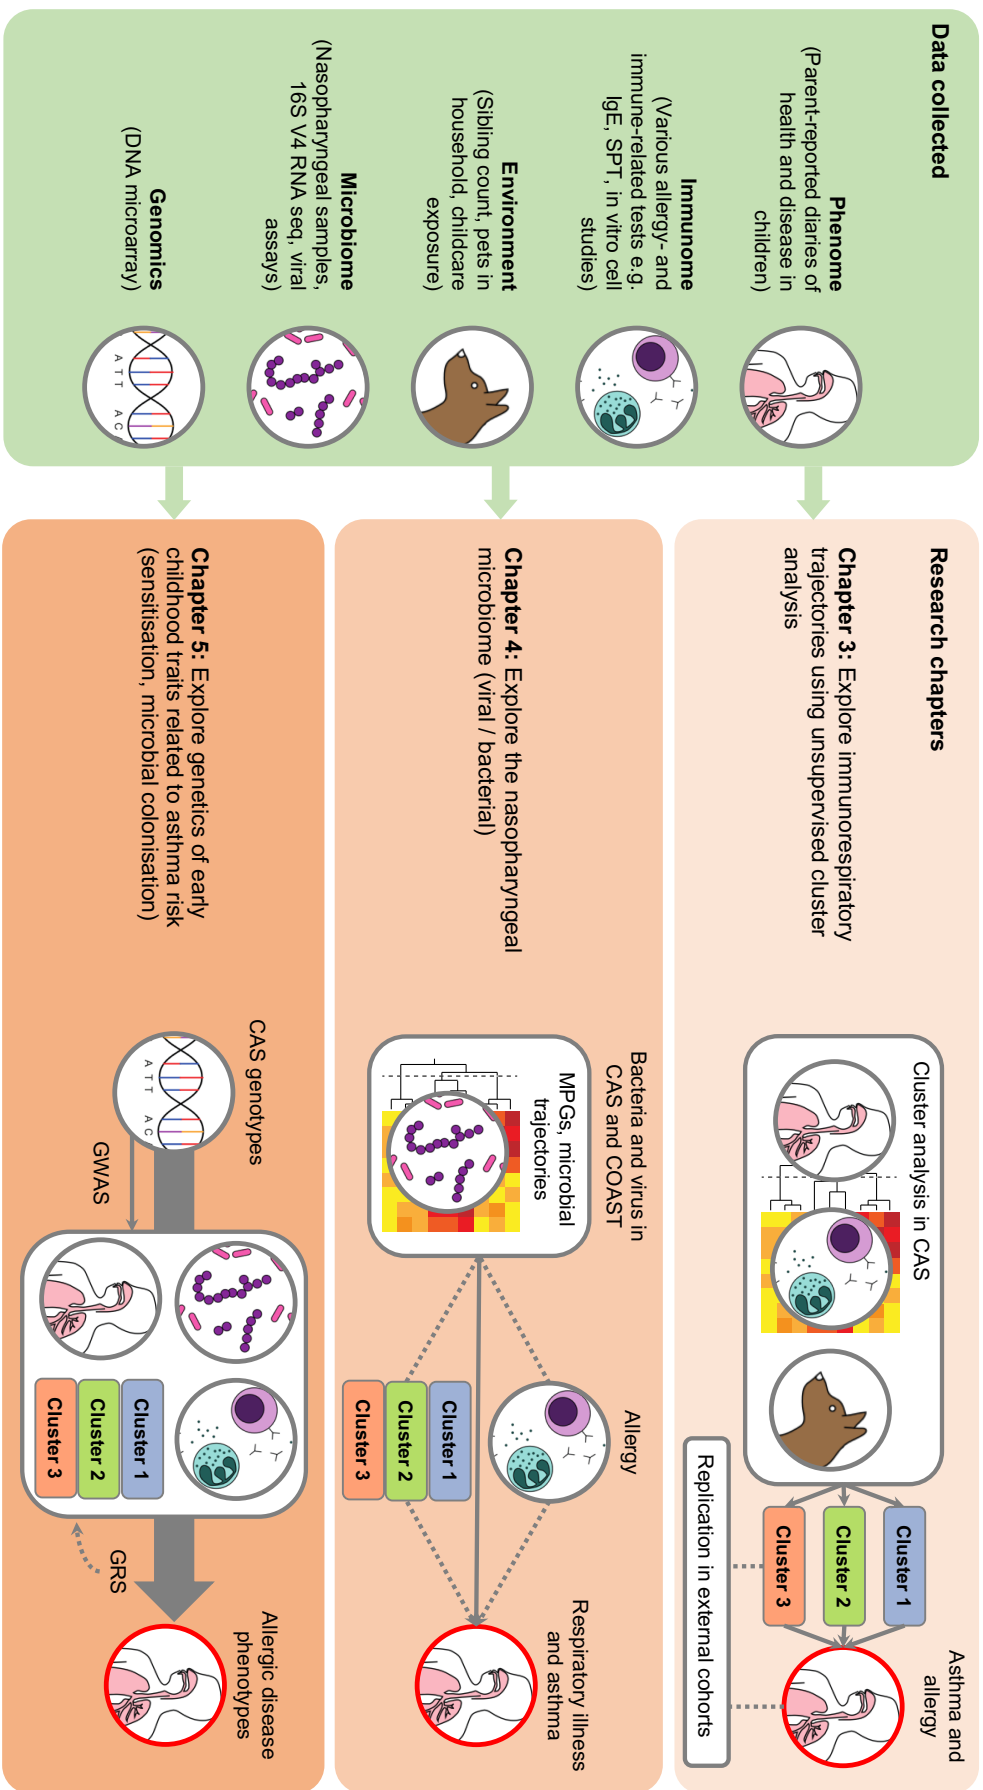 Data collected
Phenome
(Parent-reported diaries of
health and disease in
children)
Immunome
(Various allergy- and
immune-related tests e.g.
IgE, SPT, in vitro cell
studies)
Environment
(Sibling count, pets in
household, childcare
exposure)
Microbiome
(Nasopharyngeal samples,
16S V4 RNA seq, viral
assays)
Genomics
(DNA microarray)
A T T A C
Research chapters
Chapter 3: Explore immunorespiratory
trajectories using unsupervised cluster
analysis
Cluster analysis in CAS
Cluster 1
Cluster 2
Cluster 3
Asthma and
allergy
Replication in external cohorts
Chapter 4: Explore the nasopharyngeal
microbiome (viral / bacterial)
Bacteria and virus in
CAS and COAST
MPGs, microbial
trajectories
Allergy
Cluster 1
Cluster 2
Cluster 3
Respiratory illness
and asthma
Chapter 5: Explore genetics of early
childhood traits related to asthma risk
(sensitisation, microbial colonisation)
CAS genotypes
A T T A C
GWAS
Cluster 1
Cluster 2
Cluster 3
GRS
Allergic disease
phenotypes